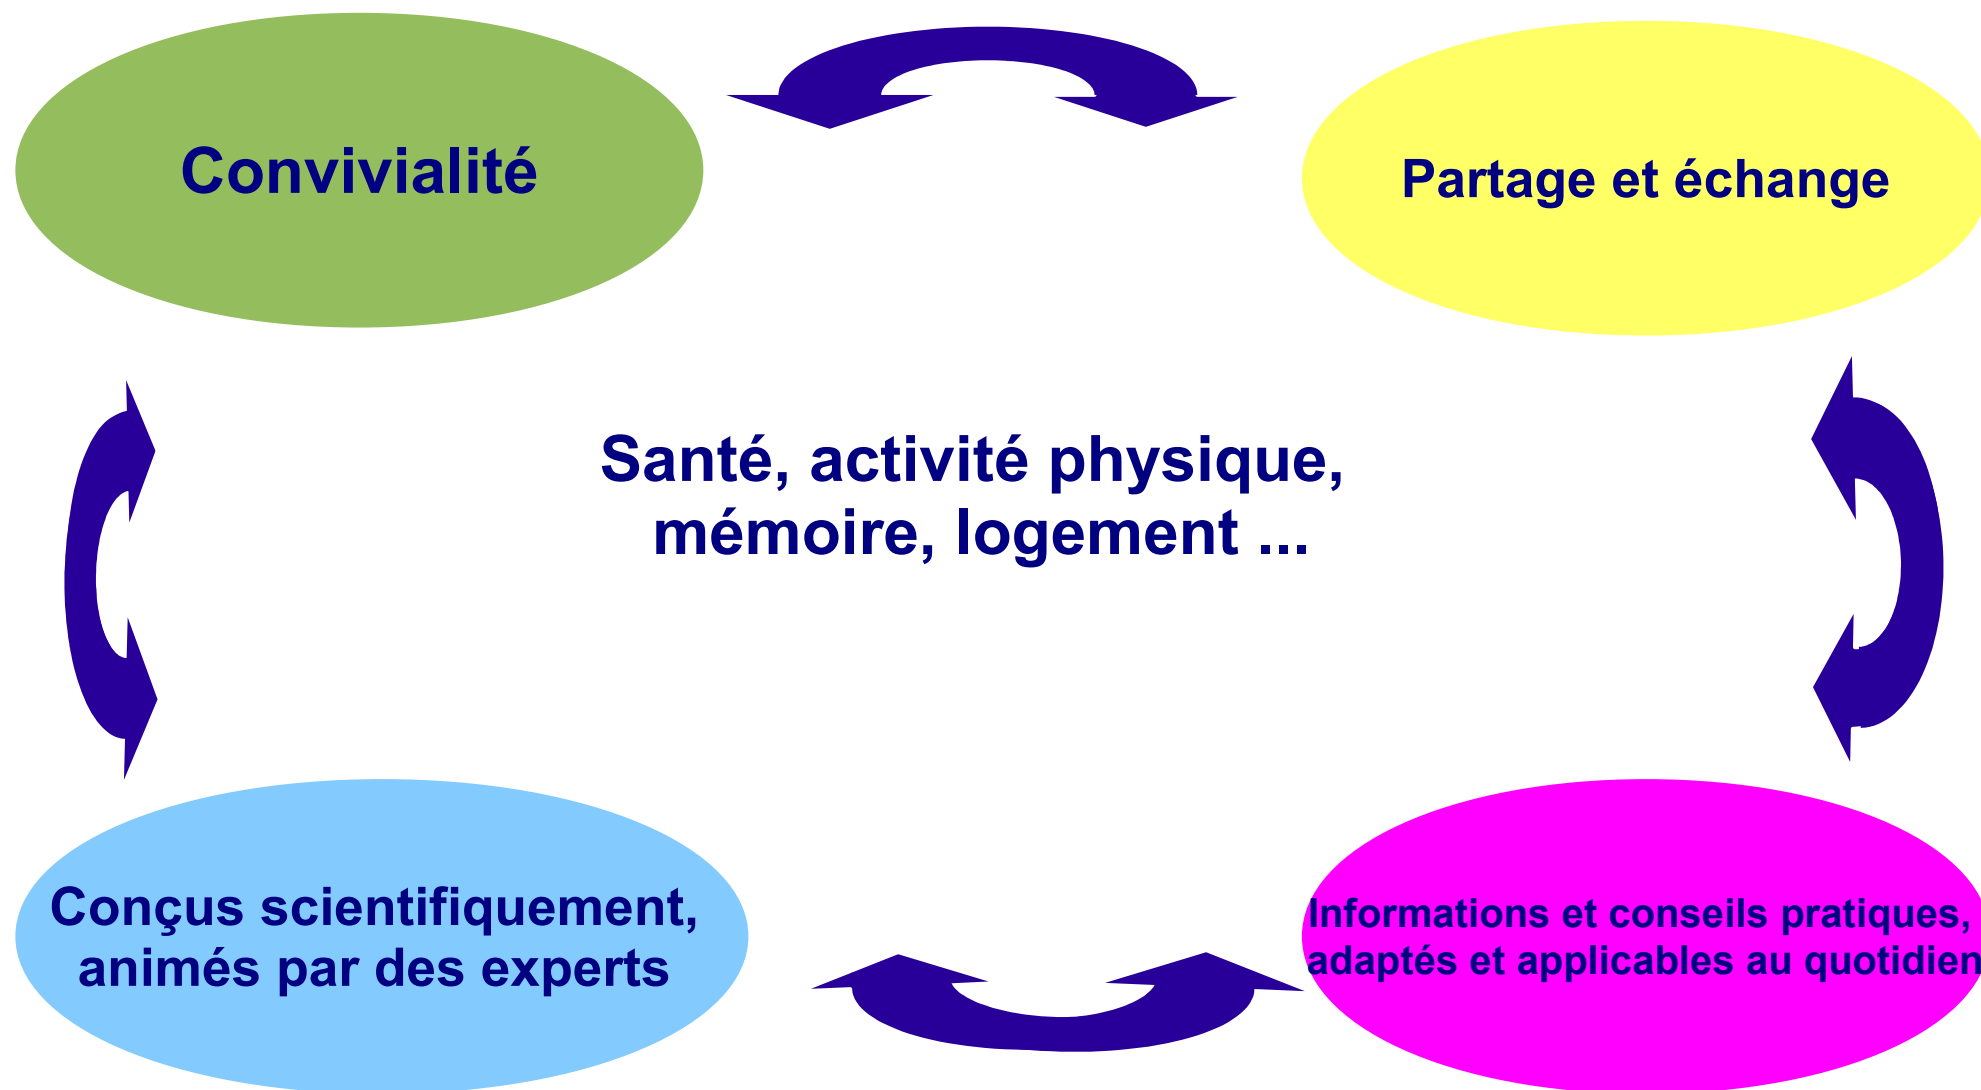 Convivialité
Partage et échange
Santé, activité physique,
mémoire, logement ...
Conçus scientifiquement,
animés par des experts
Informations et conseils pratiques,
adaptés et applicables au quotidien